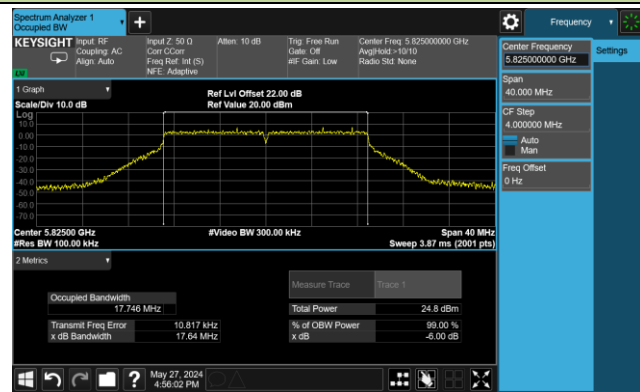 Spectrum Analyzer 1
Occupied BW
Frequency
KEYSIGHT
Input: RF
Coupling: AC
Align: Auto
Input Z: 50 Ω
Corr CCorr
Freq Ref: Int (S)
NFE: Adaptive
Atten: 10 dB
Trig: Free Run
Gate: Off
#IF Gain: Low
Center Freq: 5.825000000 GHz
Avg|Hold:>10/10
Radio Std: None
Center Frequency
5.825000000 GHz
Settings
Span
40.000 MHz
CF Step
4.000000 MHz
Auto
Man
Freq Offset
0 Hz
1 Graph
Scale/Div 10.0 dB
Ref Lvl Offset 22.00 dB
Ref Value 20.00 dBm
Log
10.0
0.00
-10.0
-20.0
-30.0
-40.0
-50.0
-60.0
-70.0
Center 5.82500 GHz
#Res BW 100.00 kHz
#Video BW 300.00 kHz
Span 40 MHz
Sweep 3.87 ms (2001 pts)
2 Metrics
Measure Trace
Trace 1
Occupied Bandwidth
17.746 MHz
Total Power
24.8 dBm
Transmit Freq Error
10.817 kHz
% of OBW Power
99.00 %
x dB Bandwidth
17.64 MHz
x dB
-6.00 dB
May 27, 2024
4:56:02 PM